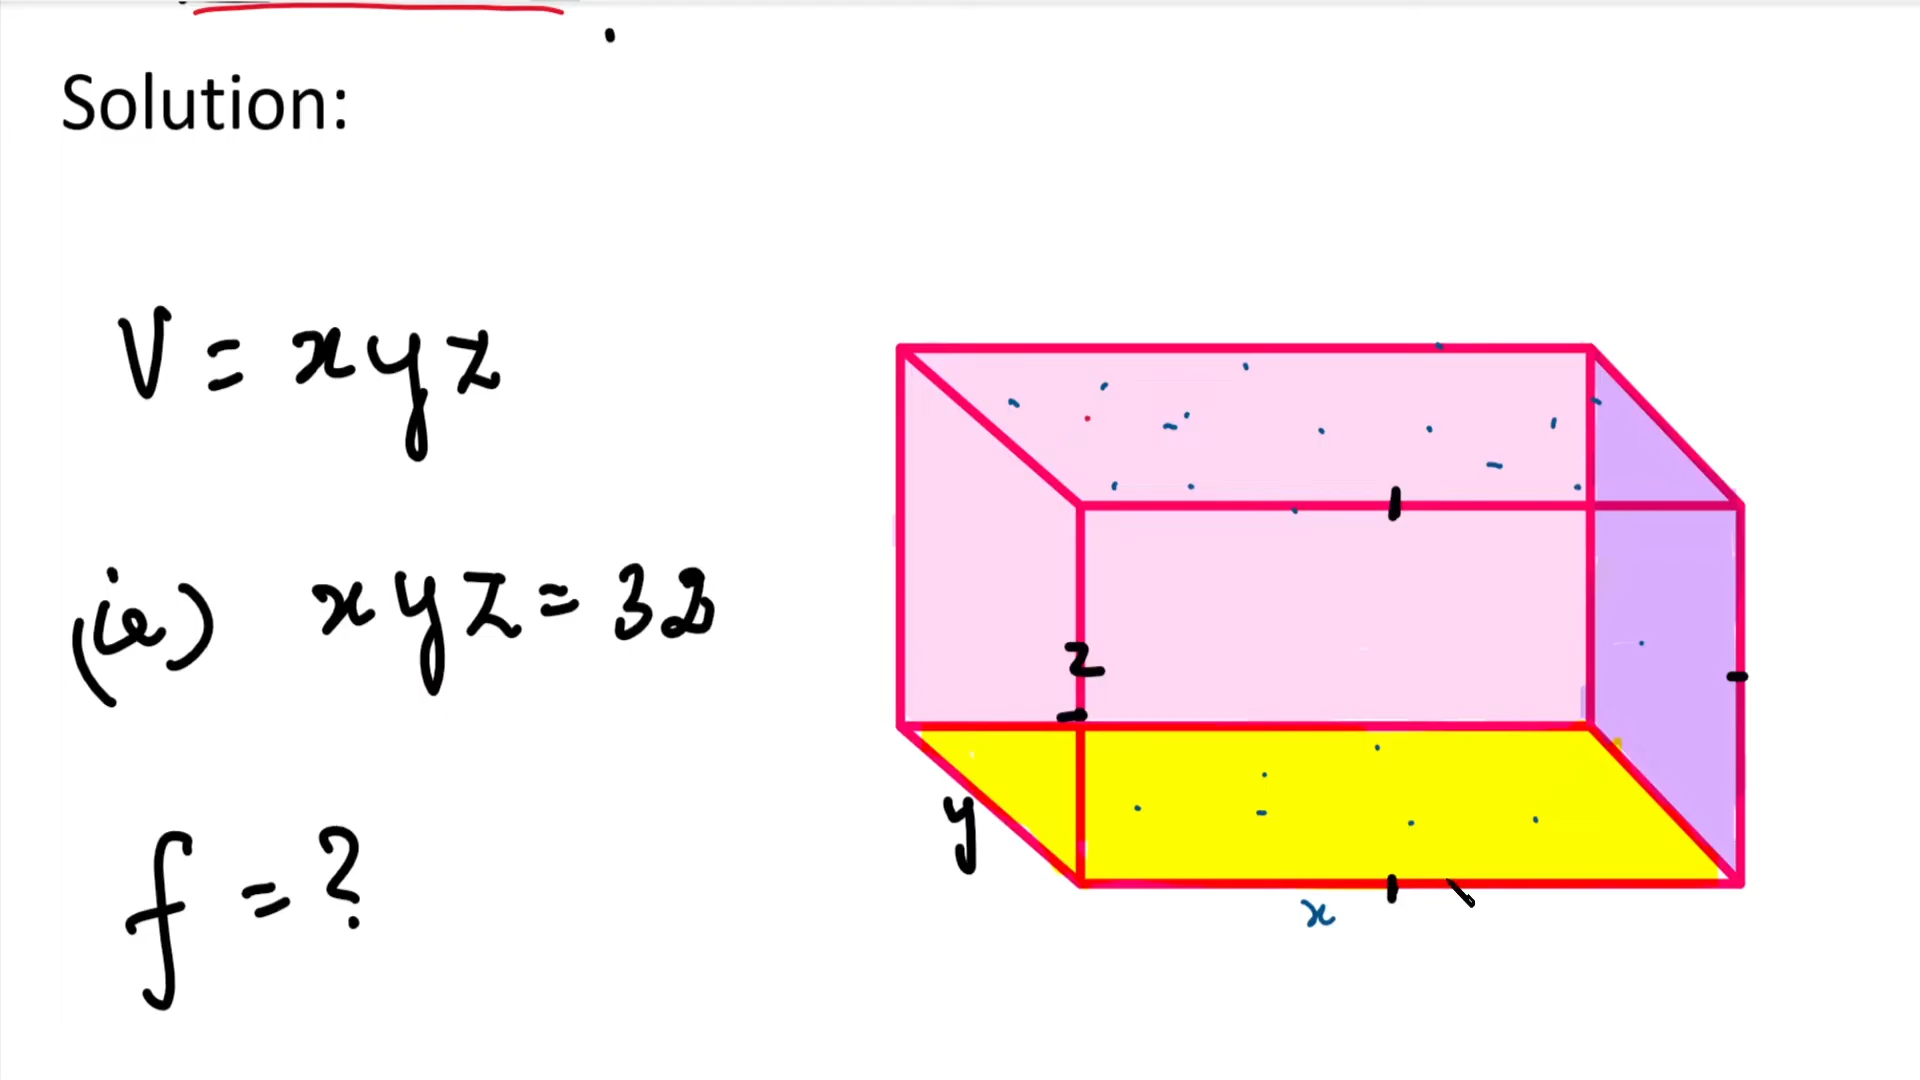 Solution:
V = xyz
(ie) xyz = 32
f = ?
z
y
x